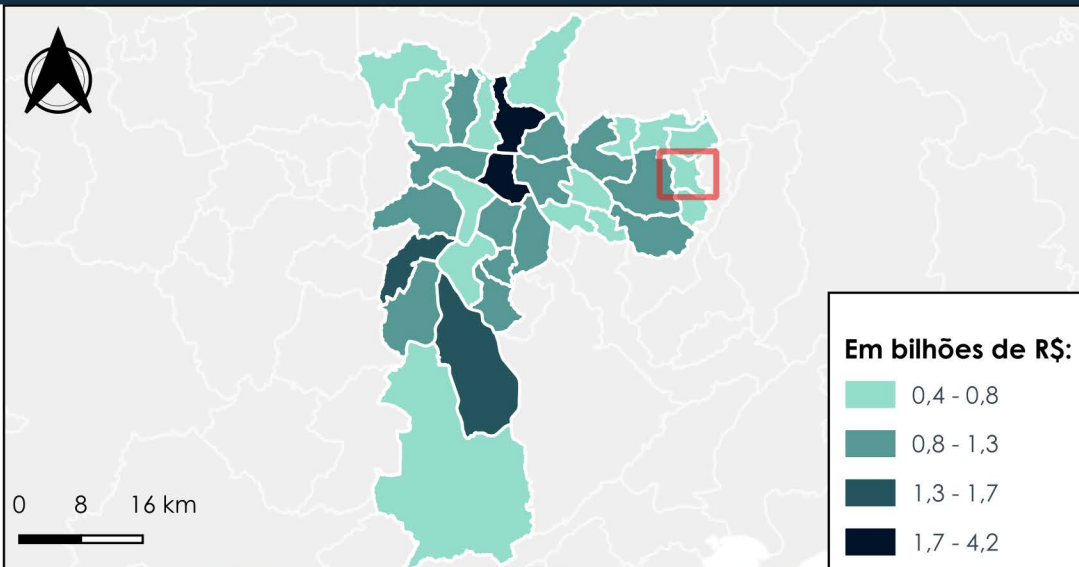 Em bilhões de R$:
0,4 - 0,8
0,8 - 1,3
1,3 - 1,7
1,7 - 4,2
0 8 16 km